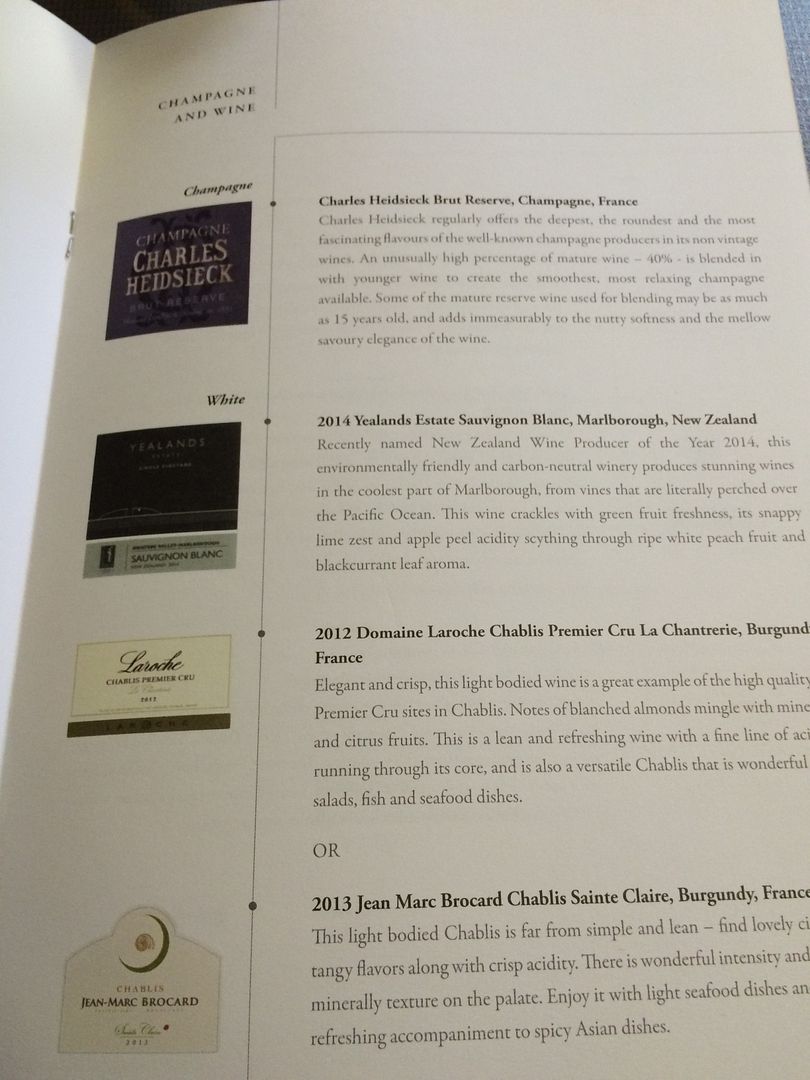 CHAMPAGNE
AND WINE
Champagne
CHAMPAGNE
CHARLES
HEIDSIECK
BRUT RESERVE
Charles Heidsieck Brut Reserve, Champagne, France
Charles Heidsieck regularly offers the deepest, the roundest and the most
fascinating flavours of the well-known champagne producers in its non vintage
wines. An unusually high percentage of mature wine – 40% - is blended in
with younger wine to create the smoothest, most relaxing champagne
available. Some of the mature reserve wine used for blending may be as much
as 15 years old, and adds immeasurably to the nutty softness and the mellow
savoury elegance of the wine.
White
YEALANDS
ESTATE
SINGLE VINEYARD
SAUVIGNON BLANC
2014 Yealands Estate Sauvignon Blanc, Marlborough, New Zealand
Recently named New Zealand Wine Producer of the Year 2014, this
environmentally friendly and carbon-neutral winery produces stunning wines
in the coolest part of Marlborough, from vines that are literally perched over
the Pacific Ocean. This wine crackles with green fruit freshness, its snappy
lime zest and apple peel acidity scything through ripe white peach fruit and
blackcurrant leaf aroma.
Laroche
CHABLIS PREMIER CRU
2012
LAROCHE
2012 Domaine Laroche Chablis Premier Cru La Chantrerie, Burgund
France
Elegant and crisp, this light bodied wine is a great example of the high quality
Premier Cru sites in Chablis. Notes of blanched almonds mingle with mine
and citrus fruits. This is a lean and refreshing wine with a fine line of aci
running through its core, and is also a versatile Chablis that is wonderful
salads, fish and seafood dishes.
OR
CHABLIS
JEAN-MARC BROCARD
Sainte Claire
2013
2013 Jean Marc Brocard Chablis Sainte Claire, Burgundy, France
This light bodied Chablis is far from simple and lean – find lovely ci
tangy flavors along with crisp acidity. There is wonderful intensity and
minerally texture on the palate. Enjoy it with light seafood dishes an
refreshing accompaniment to spicy Asian dishes.